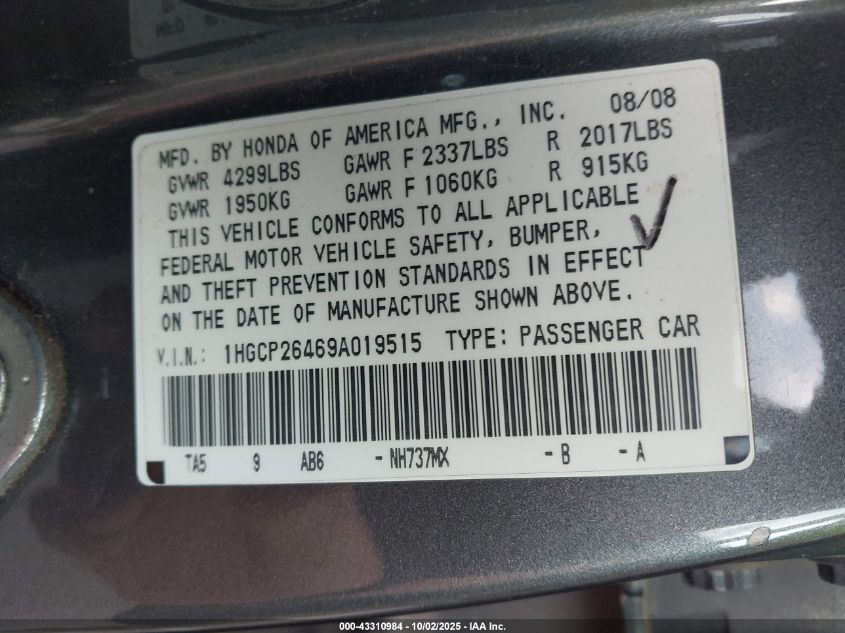 MFD. BY HONDA OF AMERICA MFG., INC. 08/08
GVWR 4299LBS GAWR F 2337LBS R 2017LBS
GVWR 1950KG GAWR F 1060KG R 915KG
THIS VEHICLE CONFORMS TO ALL APPLICABLE
FEDERAL MOTOR VEHICLE SAFETY, BUMPER,
AND THEFT PREVENTION STANDARDS IN EFFECT
ON THE DATE OF MANUFACTURE SHOWN ABOVE.
V.I.N.: 1HGCP26469A019515 TYPE: PASSENGER CAR
TA5 9 AB6 - NH737MX - B - A
000-43310984 - 10/02/2025 - IAA Inc.